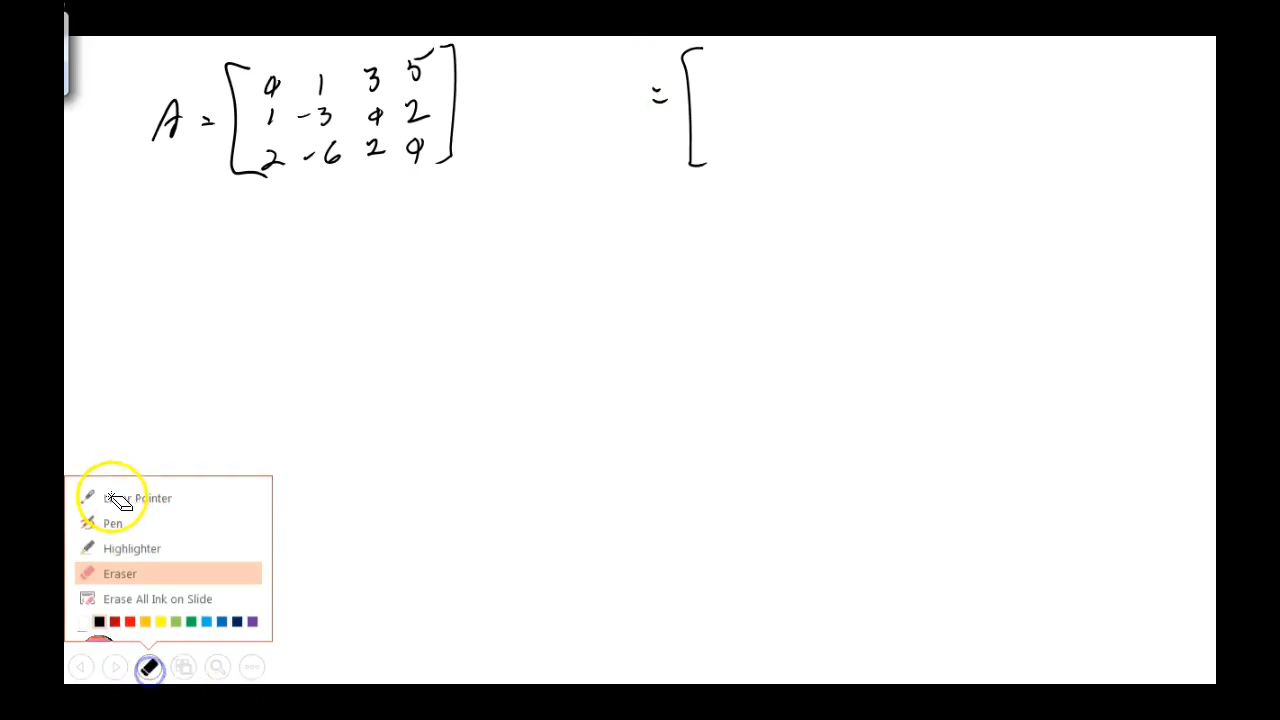 A = [ 4 1 3 5 = [
1 -3 4 2
2 -6 2 4 ]
Pointer
Pen
Highlighter
Eraser
Erase All Ink on Slide